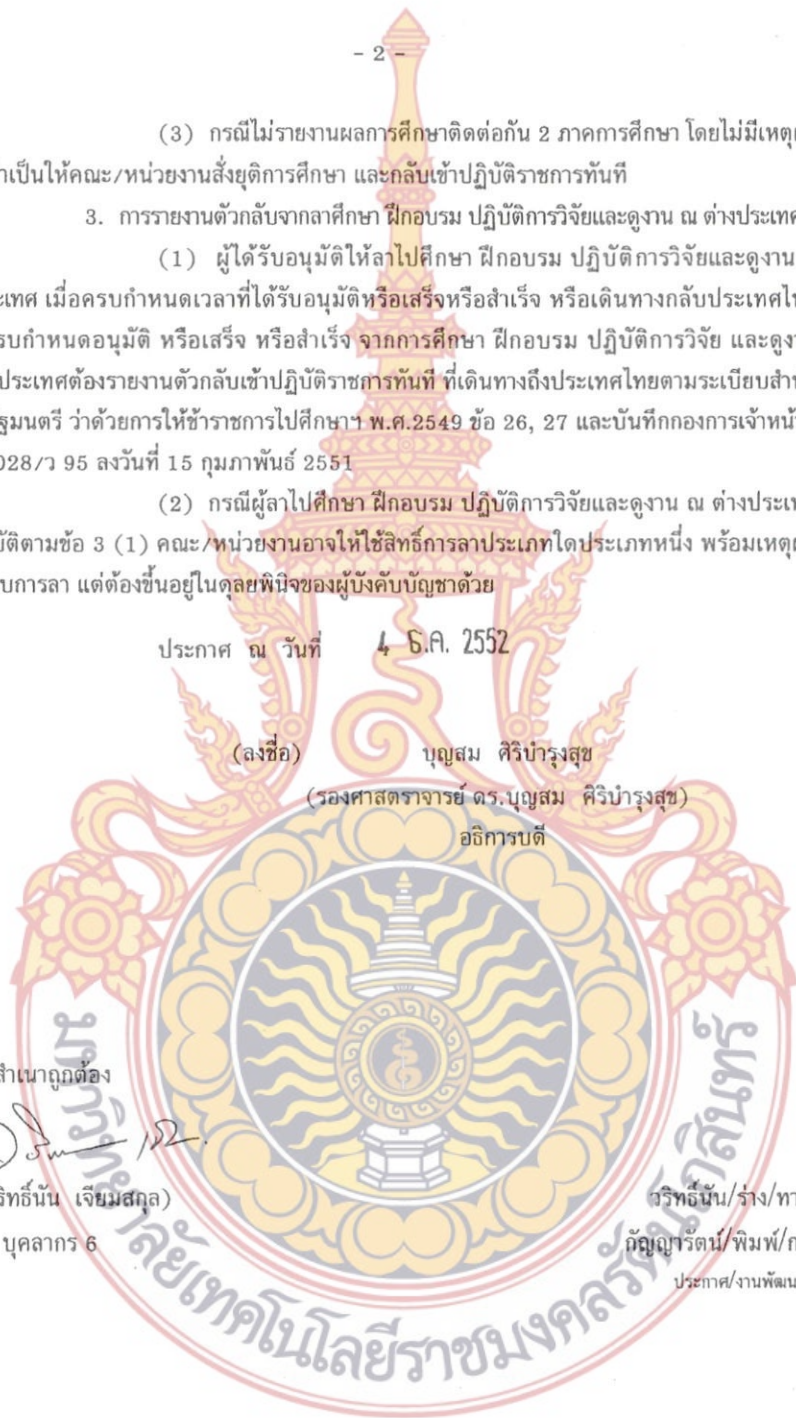 - 2 -
(3) กรณีไม่รายงานผลการศึกษาติดต่อกัน 2 ภาคการศึกษา โดยไม่มีเหตุ
เป็นให้คณะ/หน่วยงานสั่งยุติการศึกษา และกลับเข้าปฏิบัติราชการทันที
3. การรายงานตัวกลับจากลาศึกษา ฝึกอบรม ปฏิบัติการวิจัยและดูงาน ณ ต่างประเทศ
(1) ผู้ได้รับอนุมัติให้ลาไปศึกษา ฝึกอบรม ปฏิบัติการวิจัยและดูงาน
เมื่อครบกำหนดเวลาที่ได้รับอนุมัติหรือเสร็จหรือสำเร็จ หรือเดินทางกลับประเทศ
กำหนดอนุมัติ หรือเสร็จ หรือสำเร็จ จากการศึกษา ฝึกอบรม ปฏิบัติการวิจัย และ
ประเทศต้องรายงานตัวกลับเข้าปฏิบัติราชการทันที ที่เดินทางถึงประเทศไทยตามระเบียบ
ว่าด้วยการให้ข้าราชการไปศึกษาฯ พ.ศ.2549 ข้อ 26, 27 และบันทึกกองการเจ้าหน้
028/ว 95 ลงวันที่ 15 กุมภาพันธ์ 2551
(2) กรณีผู้ลาไปศึกษา ฝึกอบรม ปฏิบัติการวิจัยและดูงาน ณ ต่างประเท
บัติตามข้อ 3 (1) คณะ/หน่วยงานอาจให้ใช้สิทธิ์การลาประเภทใดประเภทหนึ่ง พร้อมเหตุ
บการลา แต่ต้องขึ้นอยู่ในดุลยพินิจของผู้บังคับบัญชาด้วย
ประกาศ ณ วันที่ 4 ธ.ค. 2552
(ลงชื่อ) บุญสม ศิริบำรุงสุข
(รองศาสตราจารย์ ดร.บุญสม ศิริบำรุงสุข)
อธิการบดี
สำเนาถูกต้อง
ริทธิ์นัน เจียมสกุล)
บุคลากร 6
วริทธิ์นัน/ร่าง/ทา
กัญญารัตน์/พิมพ์/
ประกาศ/งานพัฒน
มหาวิทยาลัยเทคโนโลยีราชมงคลรัตนโกสินทร์